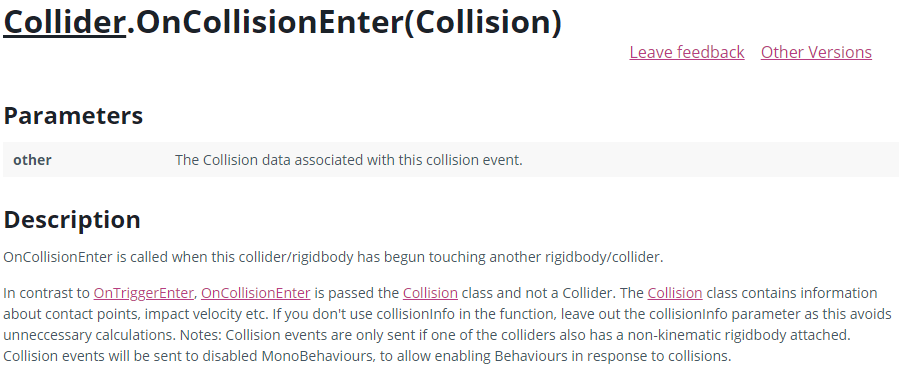 Collider.OnCollisionEnter(Collision)
Leave feedback Other Versions
Parameters
other The Collision data associated with this collision event.
Description
OnCollisionEnter is called when this collider/rigidbody has begun touching another rigidbody/collider.
In contrast to OnTriggerEnter, OnCollisionEnter is passed the Collision class and not a Collider. The Collision class contains information
about contact points, impact velocity etc. If you don't use collisionInfo in the function, leave out the collisionInfo parameter as this avoids
unneccessary calculations. Notes: Collision events are only sent if one of the colliders also has a non-kinematic rigidbody attached.
Collision events will be sent to disabled MonoBehaviours, to allow enabling Behaviours in response to collisions.